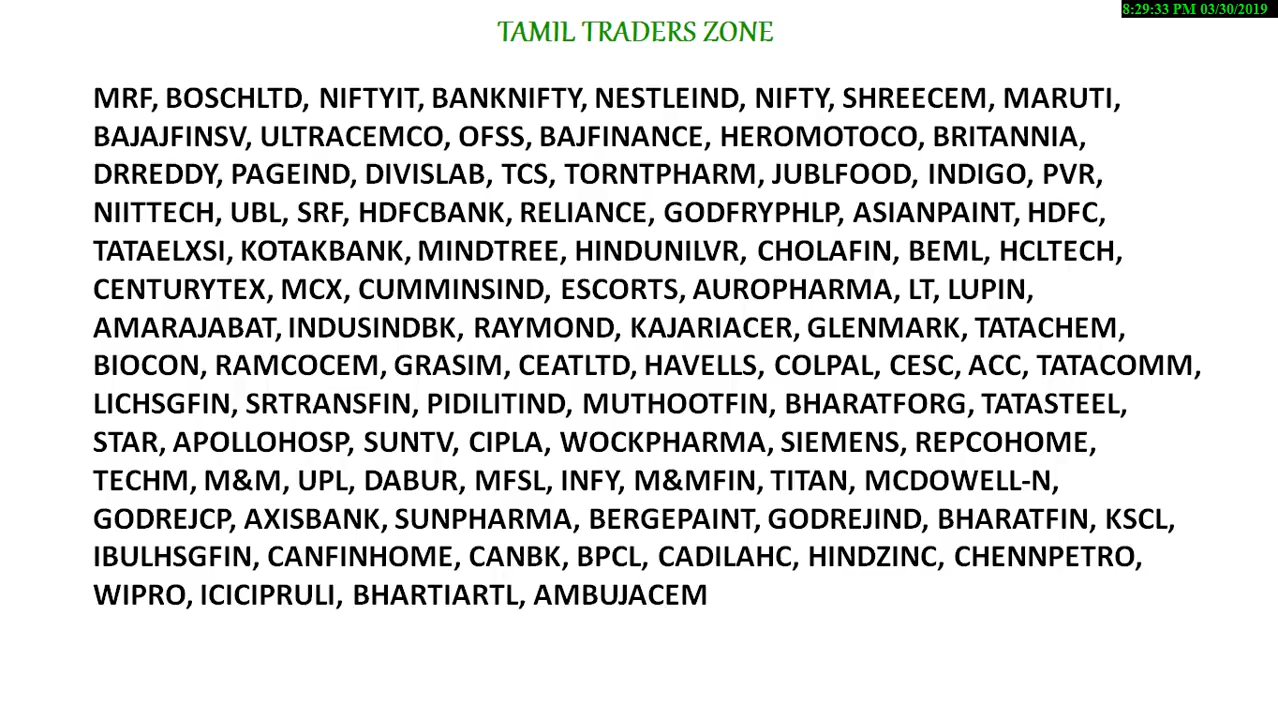 8:29:33 PM 03/30/2019
TAMIL TRADERS ZONE
MRF, BOSCHLTD, NIFTYIT, BANKNIFTY, NESTLEIND, NIFTY, SHREECEM, MARUTI,
BAJAJFINSV, ULTRACEMCO, OFSS, BAJFINANCE, HEROMOTOCO, BRITANNIA,
DRREDDY, PAGEIND, DIVISLAB, TCS, TORNTPHARM, JUBLFOOD, INDIGO, PVR,
NIITTECH, UBL, SRF, HDFCBANK, RELIANCE, GODFRYPHLP, ASIANPAINT, HDFC,
TATAELXSI, KOTAKBANK, MINDTREE, HINDUNILVR, CHOLAFIN, BEML, HCLTECH,
CENTURYTEX, MCX, CUMMINSIND, ESCORTS, AUROPHARMA, LT, LUPIN,
AMARAJABAT, INDUSINDBK, RAYMOND, KAJARIACER, GLENMARK, TATACHEM,
BIOCON, RAMCOCEM, GRASIM, CEATLTD, HAVELLS, COLPAL, CESC, ACC, TATACOMM,
LICHSGFIN, SRTRANSFIN, PIDILITIND, MUTHOOTFIN, BHARATFORG, TATASTEEL,
STAR, APOLLOHOSP, SUNTV, CIPLA, WOCKPHARMA, SIEMENS, REPCOHOME,
TECHM, M&M, UPL, DABUR, MFSL, INFY, M&MFIN, TITAN, MCDOWELL-N,
GODREJCP, AXISBANK, SUNPHARMA, BERGEPAINT, GODREJIND, BHARATFIN, KSCL,
IBULHSGFIN, CANFINHOME, CANBK, BPCL, CADILAHC, HINDZINC, CHENNPETRO,
WIPRO, ICICIPRULI, BHARTIARTL, AMBUJACEM